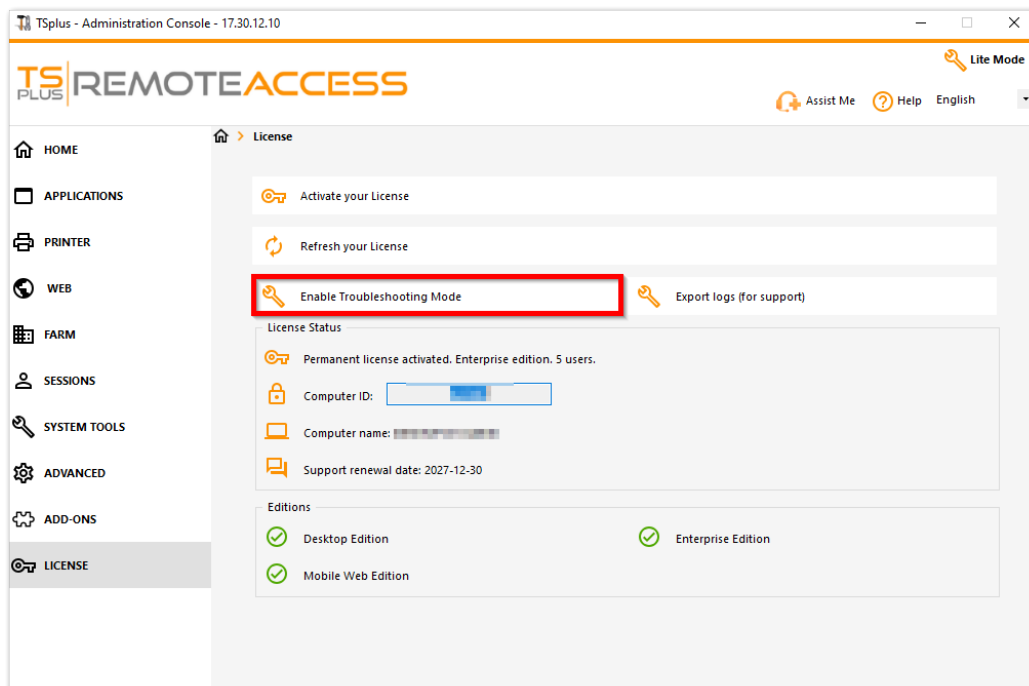 TSplus - Administration Console - 17.30.12.10
Lite Mode
TS PLUS REMOTEACCESS
Assist Me
Help
English
License
HOME
APPLICATIONS
PRINTER
WEB
FARM
SESSIONS
SYSTEM TOOLS
ADVANCED
ADD-ONS
LICENSE
Activate your License
Refresh your License
Enable Troubleshooting Mode
Export logs (for support)
License Status
Permanent license activated. Enterprise edition. 5 users.
Computer ID:
Computer name:
Support renewal date: 2027-12-30
Editions
Desktop Edition
Enterprise Edition
Mobile Web Edition